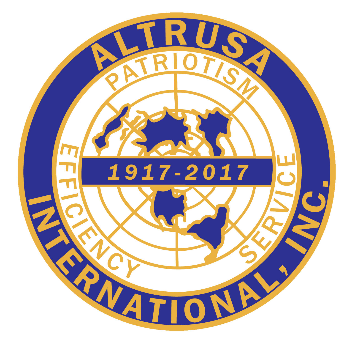 ALTRUSA
PATRIOTISM
1917-2017
EFFICIENCY
SERVICE
INTERNATIONAL, INC.